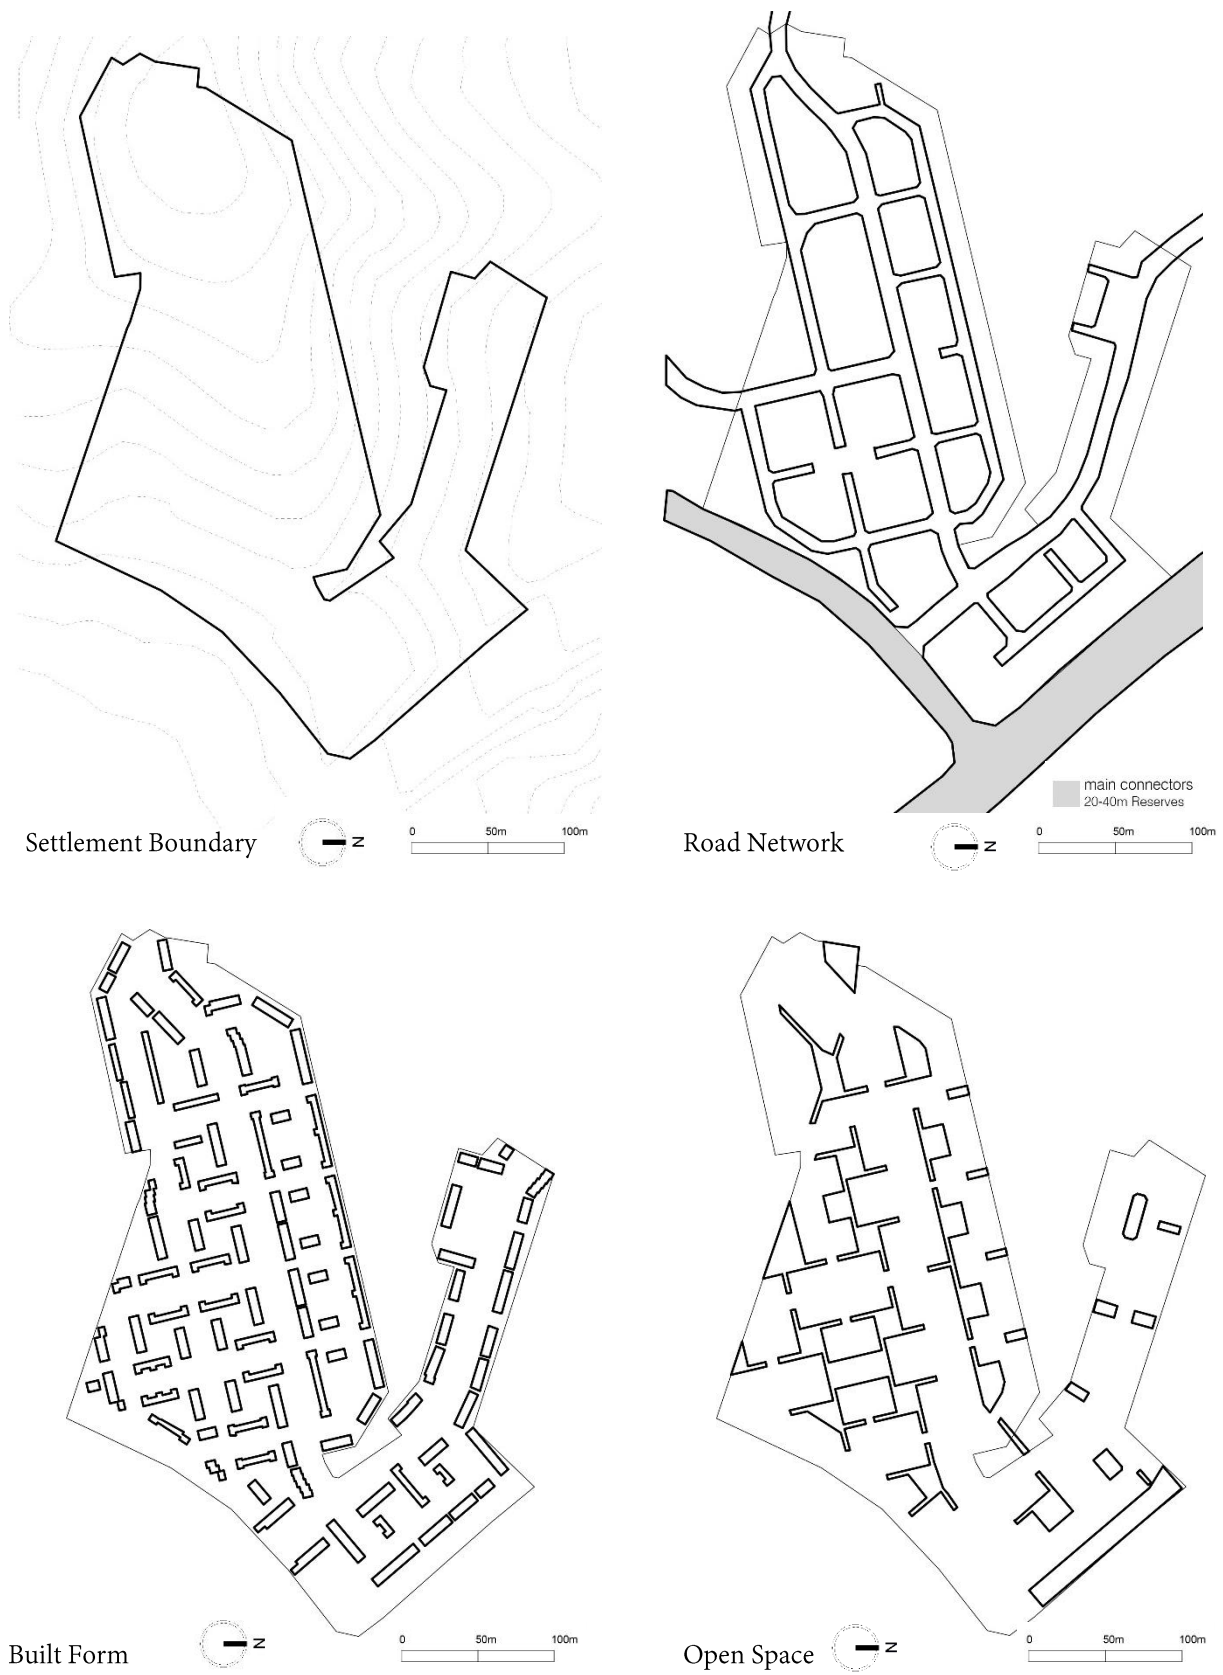 main connectors
20-40m Reserves
Settlement Boundary
N
0 50m 100m
Road Network
N
0 50m 100m
Built Form
N
0 50m 100m
Open Space
N
0 50m 100m